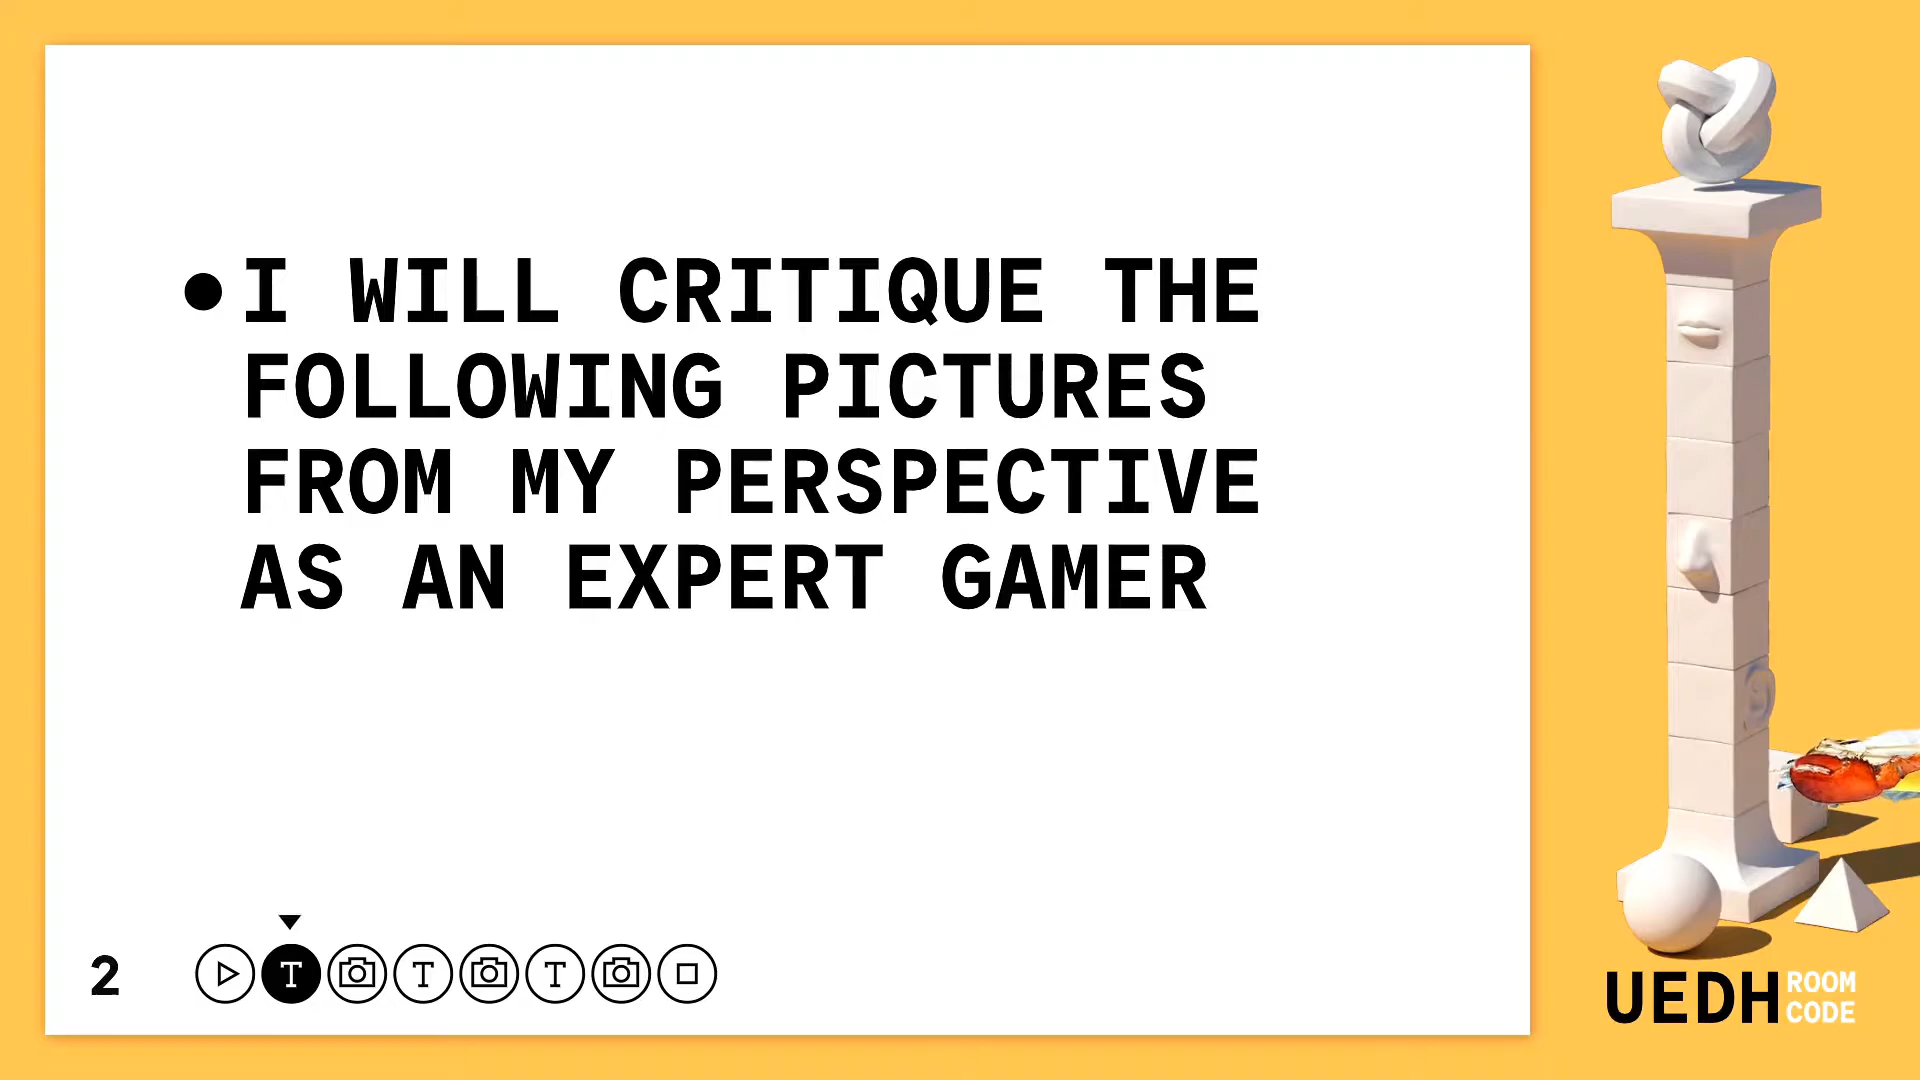 ●I WILL CRITIQUE THE
FOLLOWING PICTURES
FROM MY PERSPECTIVE
AS AN EXPERT GAMER
2 T T T
UEDH ROOM CODE